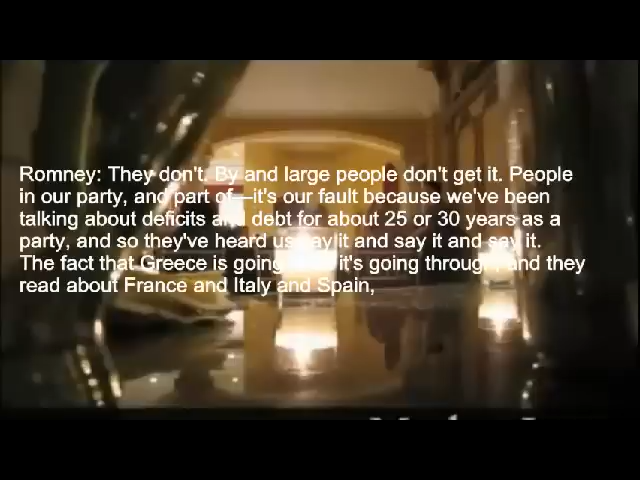 Romney: They don't. By and large people don't get it. People
in our party, and part of—it's our fault because we've been
talking about deficits and debt for about 25 or 30 years as a
party, and so they've heard us say it and say it and say it.
The fact that Greece is going it's going through, and they
read about France and Italy and Spain,